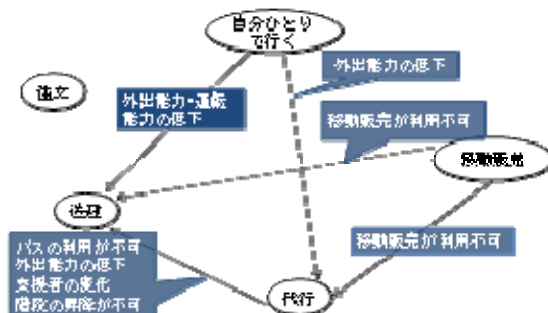 自分ひとり
で行く
外出能力の低下
外出能力・運転
能力の低下
移動販売が利用不可
移動販売
送迎
移動販売が利用不可
バスの利用が不可
外出能力の低下
支援者の変化
階段の昇降が不可
代行